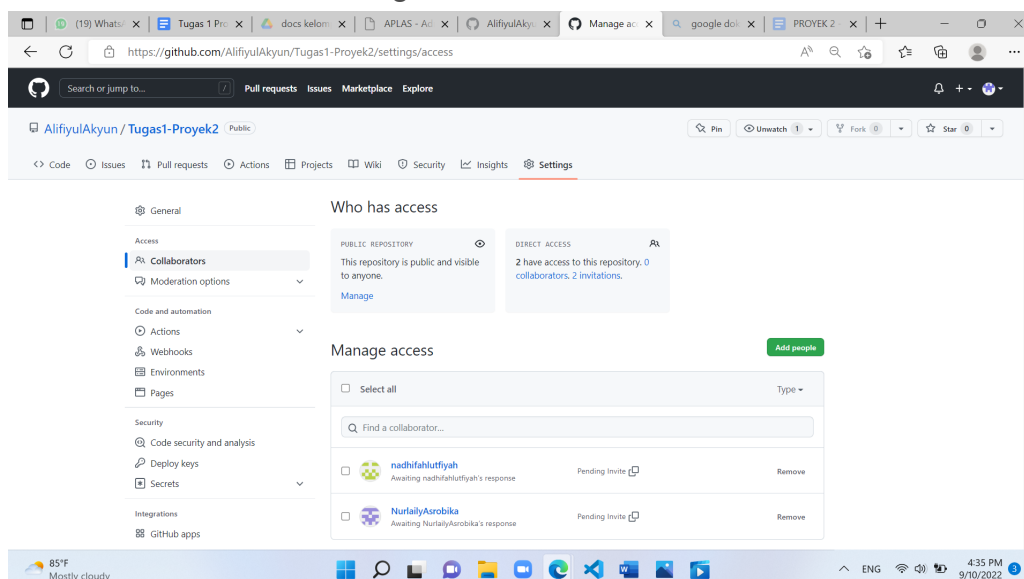 (19) Whats
Tugas 1 Pro
docs kelom
APLAS - Ad
AlifiyulAkyu
Manage acc
google dok
PROYEK 2 -
https://github.com/AlifiyulAkyun/Tugas1-Proyek2/settings/access
Search or jump to... / Pull requests Issues Marketplace Explore
AlifiyulAkyun / Tugas1-Proyek2 Public
Pin Unwatch 1 Fork 0 Star 0
Code Issues Pull requests Actions Projects Wiki Security Insights Settings
General
Access
Collaborators
Moderation options
Code and automation
Actions
Webhooks
Environments
Pages
Security
Code security and analysis
Deploy keys
Secrets
Integrations
GitHub apps
Who has access
PUBLIC REPOSITORY
This repository is public and visible
to anyone.
Manage
DIRECT ACCESS
2 have access to this repository. 0
collaborators. 2 invitations.
Manage access
Add people
Select all
Type
Find a collaborator...
nadhifahlutfiyah
Awaiting nadhifahlutfiyah's response
Pending Invite
Remove
NurlailyAsrobika
Awaiting NurlailyAsrobika's response
Pending Invite
Remove
85°F
Mostly cloudy
ENG
4:35 PM
9/10/2022
3